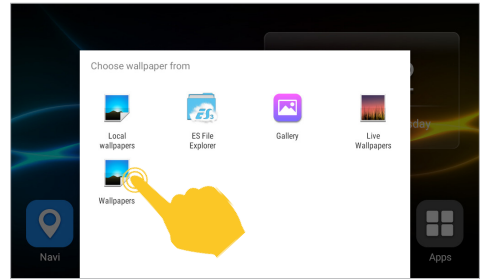 Choose wallpaper from
Local
wallpapers
ES File
Explorer
Gallery
Live
Wallpapers
Wallpapers
Navi
Apps